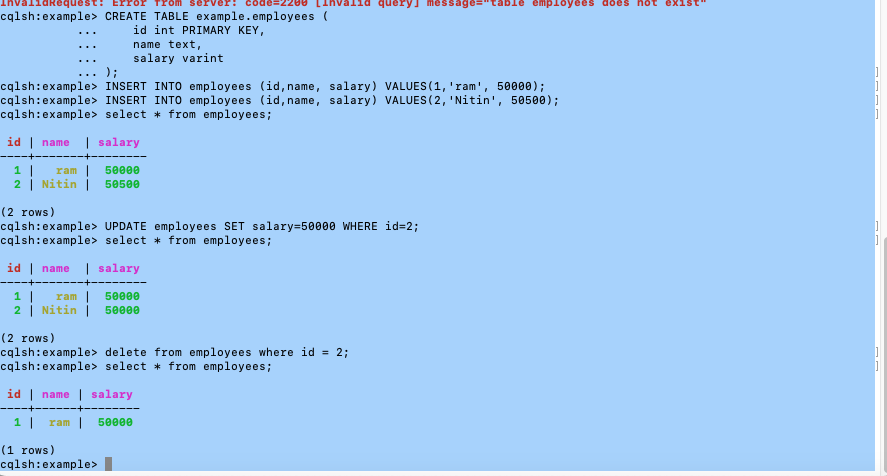 InvalidRequest: Error from server: code=2200 [Invalid query] message="table employees does not exist"
cqlsh:example> CREATE TABLE example.employees (
           ...     id int PRIMARY KEY,
           ...     name text,
           ...     salary varint
           ... );
cqlsh:example> INSERT INTO employees (id,name, salary) VALUES(1,'ram', 50000);
cqlsh:example> INSERT INTO employees (id,name, salary) VALUES(2,'Nitin', 50500);
cqlsh:example> select * from employees;
 id | name  | salary
----+-------+--------
  1 |   ram |  50000
  2 | Nitin |  50500
(2 rows)
cqlsh:example> UPDATE employees SET salary=50000 WHERE id=2;
cqlsh:example> select * from employees;
 id | name  | salary
----+-------+--------
  1 |   ram |  50000
  2 | Nitin |  50000
(2 rows)
cqlsh:example> delete from employees where id = 2;
cqlsh:example> select * from employees;
 id | name | salary
----+------+--------
  1 |  ram |  50000
(1 rows)
cqlsh:example>